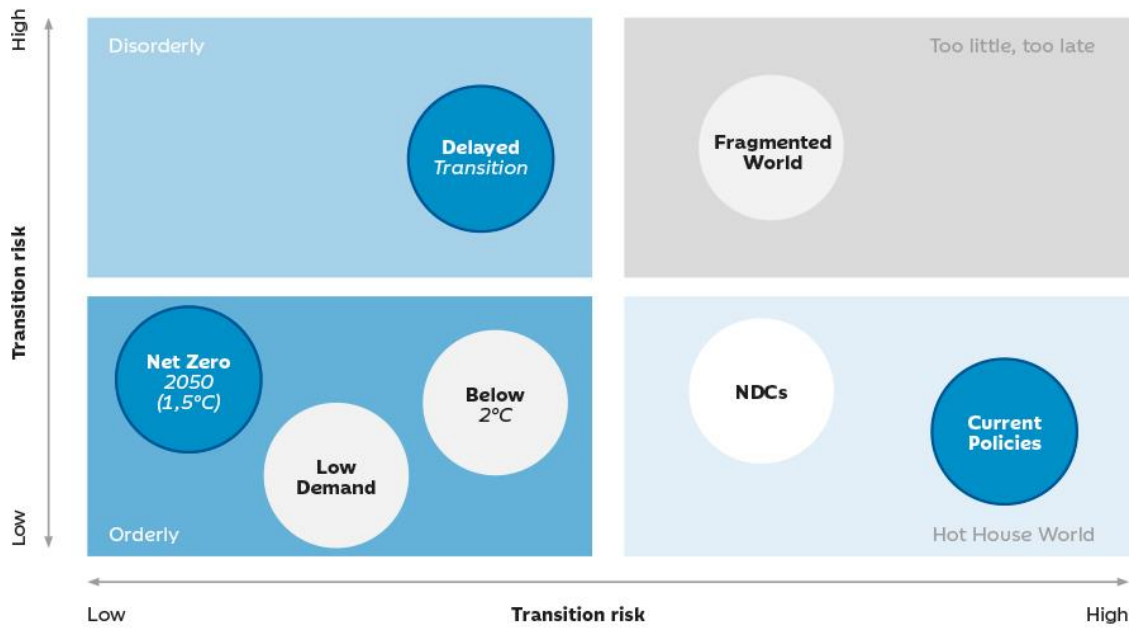 High
Disorderly
Too little, too late
Delayed
Transition
Fragmented
World
Transition risk
Net Zero
2050
(1,5°C)
Low
Demand
Below
2°C
NDCs
Current
Policies
Low
Orderly
Hot House World
Low
Transition risk
High